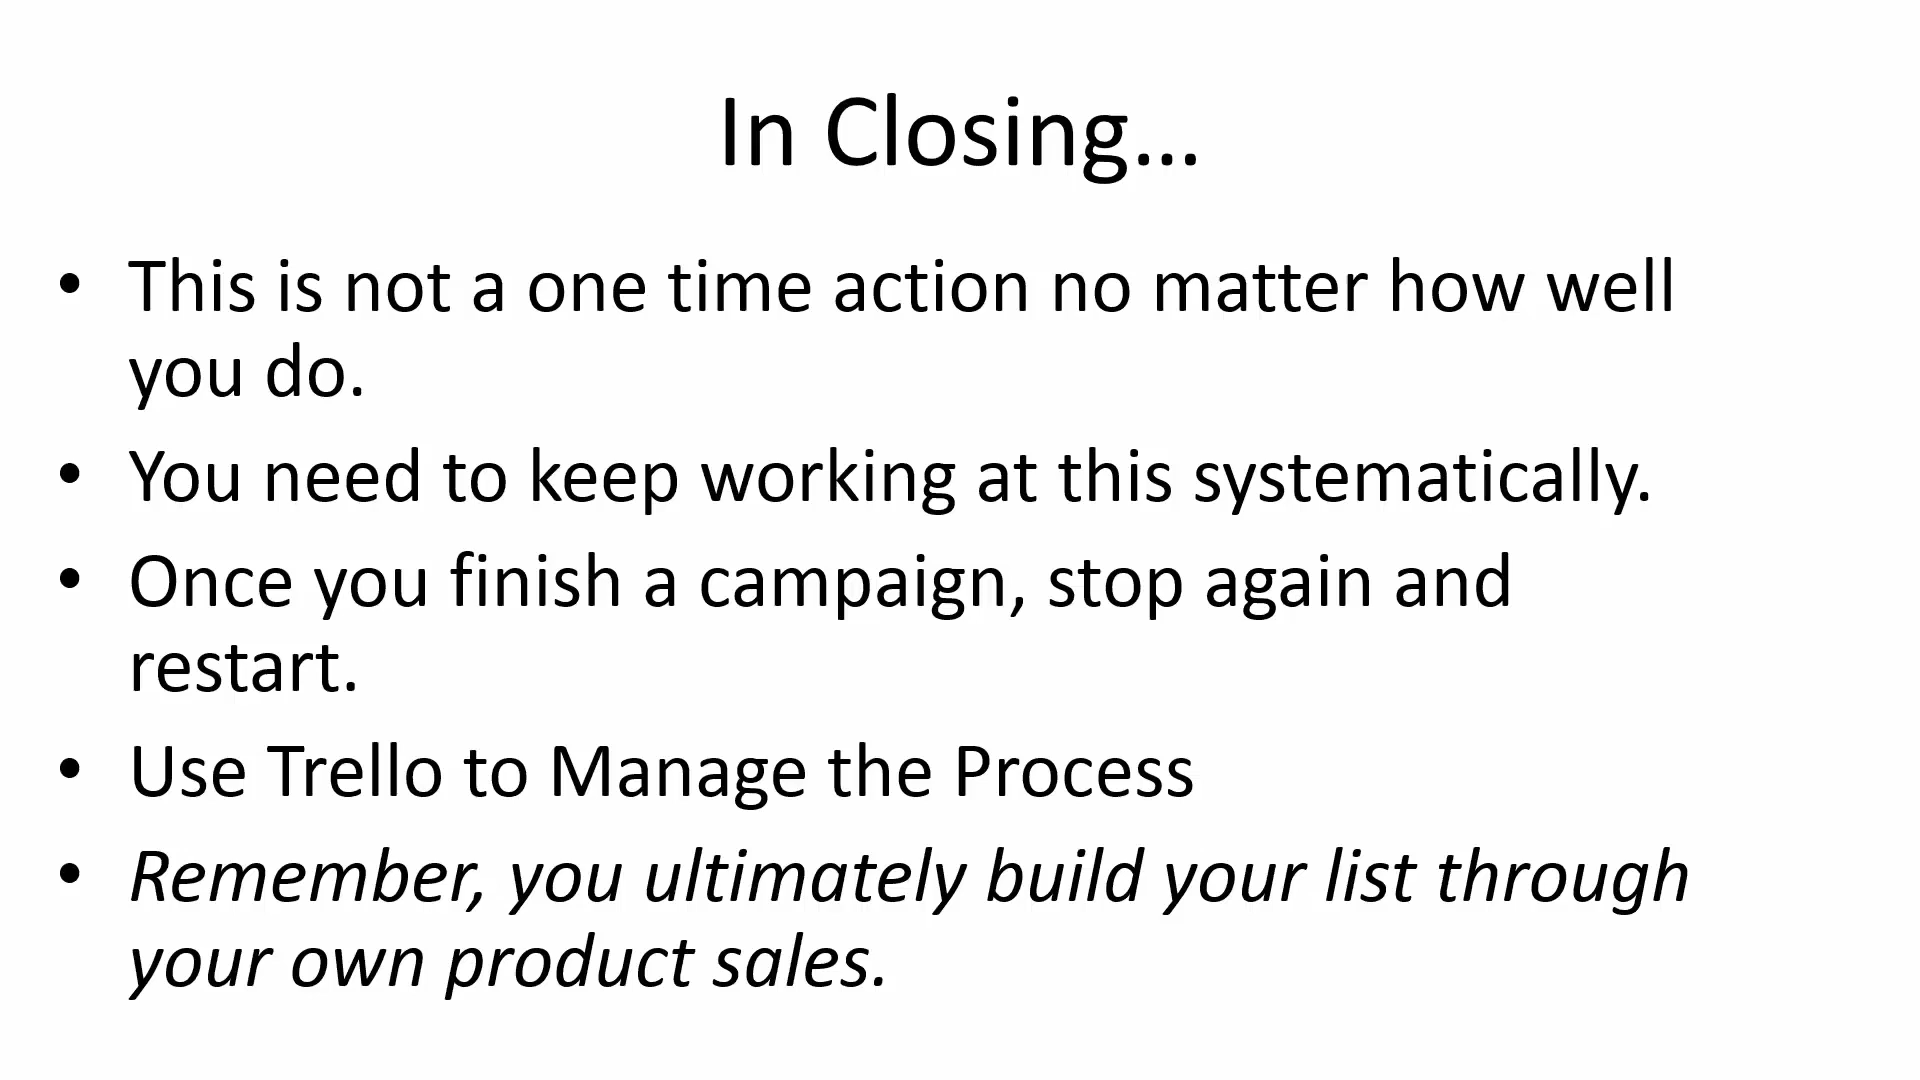 In Closing...
• This is not a one time action no matter how well
you do.
• You need to keep working at this systematically.
• Once you finish a campaign, stop again and
restart.
• Use Trello to Manage the Process
• Remember, you ultimately build your list through
your own product sales.